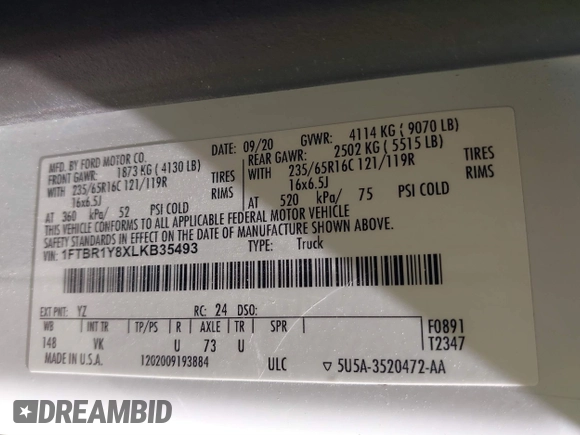 MFD. BY FORD MOTOR CO.
DATE: 09/20 GVWR: 4114 KG ( 9070 LB)
FRONT GAWR: 1873 KG ( 4130 LB)
REAR GAWR: 2502 KG ( 5515 LB)
WITH 235/65R16C 121/119R TIRES
WITH 235/65R16C 121/119R TIRES
16x6.5J RIMS
16x6.5J RIMS
AT 360 kPa/ 52 PSI COLD
AT 520 kPa/ 75 PSI COLD
THIS VEHICLE CONFORMS TO ALL APPLICABLE FEDERAL MOTOR VEHICLE
SAFETY STANDARDS IN EFFECT ON THE DATE OF MANUFACTURE SHOWN ABOVE.
VIN: 1FTBR1Y8XLKB35493 TYPE: Truck
EXT PNT: YZ RC: 24 DSO:
WB INT TR TP/PS R AXLE TR SPR F0891
148 VK U 73 U T2347
MADE IN U.S.A. 1202009193884 ULC ▽ 5U5A-3520472-AA
DREAMBID